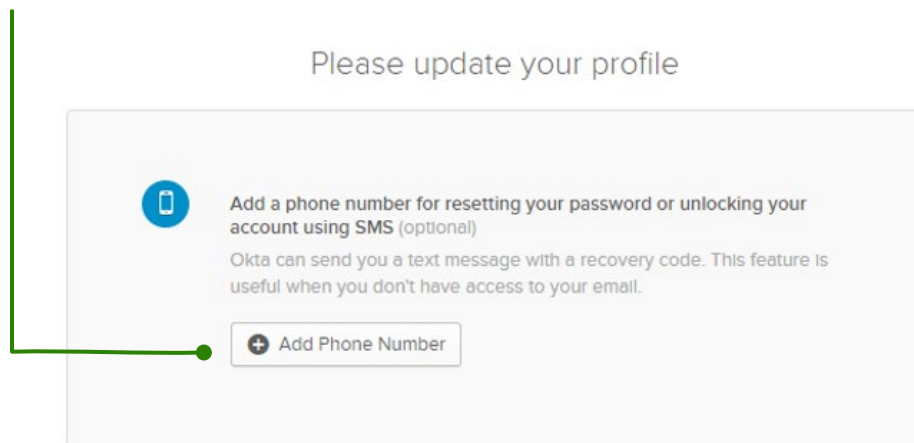 Please update your profile
Add a phone number for resetting your password or unlocking your
account using SMS (optional)
Okta can send you a text message with a recovery code. This feature is
useful when you don't have access to your email.
Add Phone Number